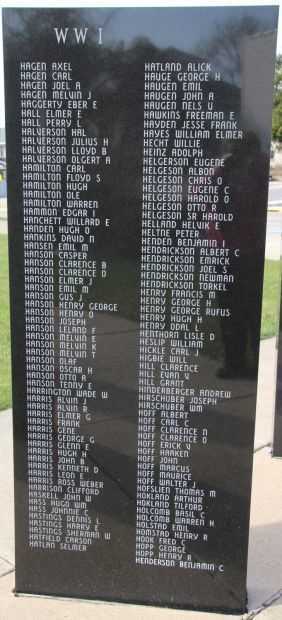 WWI
HAGEN AXEL
HAGEN CARL
HAGEN JOEL A
HAGEN MELVIN J
HAGGERTY EBER E
HALL ELMER E
HALL PERRY L
HALVERSON HAL
HALVERSON JULIUS H
HALVERSON LLOYD B
HALVERSON OLGERT A
HAMILTON CARL
HAMILTON FLOYD S
HAMILTON HUGH
HAMILTON OLE
HAMILTON WARREN
HAMMON EDGAR I
HANCHETT WILLARD E
HANDEN HUGH O
HANKINS DAVID N
HANSEN EMIL M
HANSON CASPER
HANSON CLARENCE B
HANSON CLARENCE D
HANSON ELMER J
HANSON EMIL M
HANSON GUS J
HANSON HENRY GEORGE
HANSON HENRY O
HANSON JOSEPH
HANSON LELAND F
HANSON MELVIN E
HANSON MELVIN K
HANSON MELVIN T
HANSON OLAF
HANSON OSCAR H
HANSON OTTO A
HANSON TENNY E
HARRINGTON WADE W
HARRIS ALVIN J
HARRIS ALVIN R
HARRIS ELMER G
HARRIS FRANK
HARRIS GENE
HARRIS GEORGE G
HARRIS GLENN E
HARRIS HUGH H
HARRIS JOHN B
HARRIS KENNETH D
HARRIS LEON E
HARRIS ROSS WEBER
HARRISON CLIFFORD
HASKELL JOHN W
HASS HUGO WM
HASS JOHNNIE C
HASTINGS DENNIS L
HASTINGS HARRY E
HASTINGS SHERMAN W
HATFIELD CARSON
HATLAN SELMER
HATLAND ALICK
HAUGE GEORGE H
HAUGEN EMIL
HAUGEN JOHN A
HAUGEN NELS U
HAWKINS FREEMAN E
HAYDEN JESSE FRANK
HAYES WILLIAM ELMER
HECHT WILLIE
HEINZ ADOLPH
HELGERSON EUGENE
HELGESON ALBON
HELGESON CHRIS O
HELGESON EUGENE C
HELGESON HAROLD O
HELGESON OTTO R
HELGESON SR HAROLD
HELLAND HELVIK E
HELTNE PETER
HENDEN BENJAMIN I
HENDRICKSON ALBERT C
HENDRICKSON EMRICK
HENDRICKSON JOEL S
HENDRICKSON NEWMAN
HENDRICKSON TORKEL
HENRY FRANCIS M
HENRY GEORGE H
HENRY GEORGE RUFUS
HENRY HUGH H
HENRY ODAL L
HENTHORN LISLE D
HESLIP WILLIAM
HICKLE CARL J
HIGBIE WILL
HILL CLARENCE
HILL EVAN V
HILL GRANT
HINDENBERGER ANDREW
HIRSCHUBER JOSEPH
HIRSCHUBER WM
HOFF ALBERT
HOFF CARL C
HOFF CLARENCE N
HOFF CLARENCE O
HOFF ERICK V
HOFF HAAKEN
HOFF JOHN
HOFF MARCUS
HOFF MAURICE
HOFF WALTER J
HOFSLIEN THOMAS M
HOKLAND ARTHUR
HOKLAND TILFORD
HOLCOMB BASIL C
HOLCOMB WARREN H
HOLSTAD EMIL
HOMSTAD HENRY R
HOOK FRED C
HOPP GEORGE
HOPP HENRY R
HENDERSON BENJAMIN C